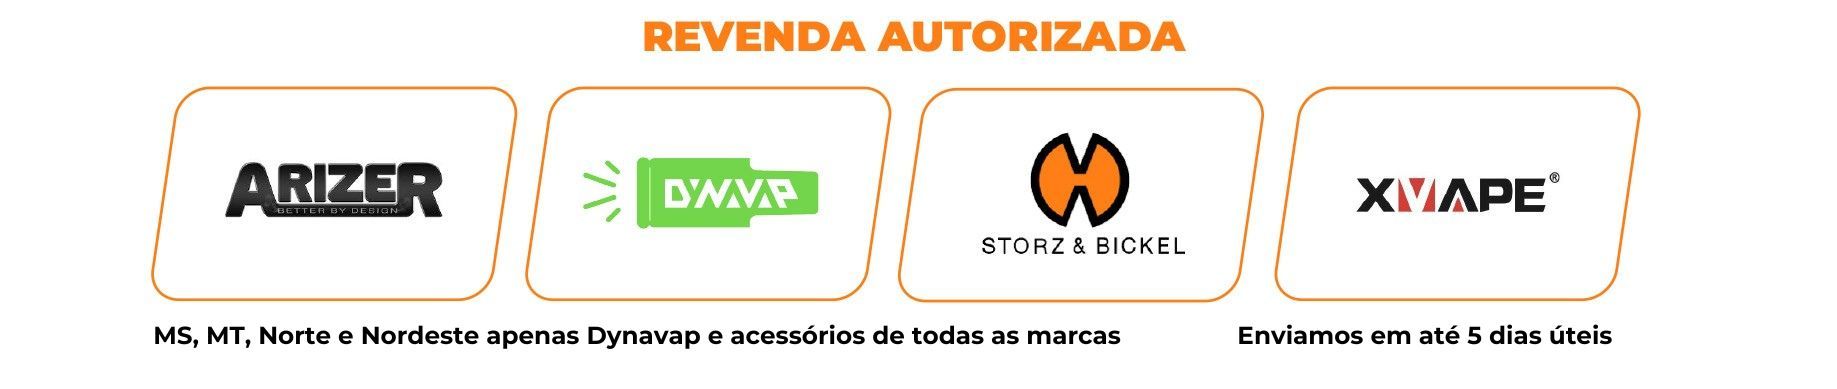 REVENDA AUTORIZADA
ARIZER
BETTER BY DESIGN
DYNAVAP
STORZ & BICKEL
XVAPE®
MS, MT, Norte e Nordeste apenas Dynavap e acessórios de todas as marcas
Enviamos em até 5 dias úteis